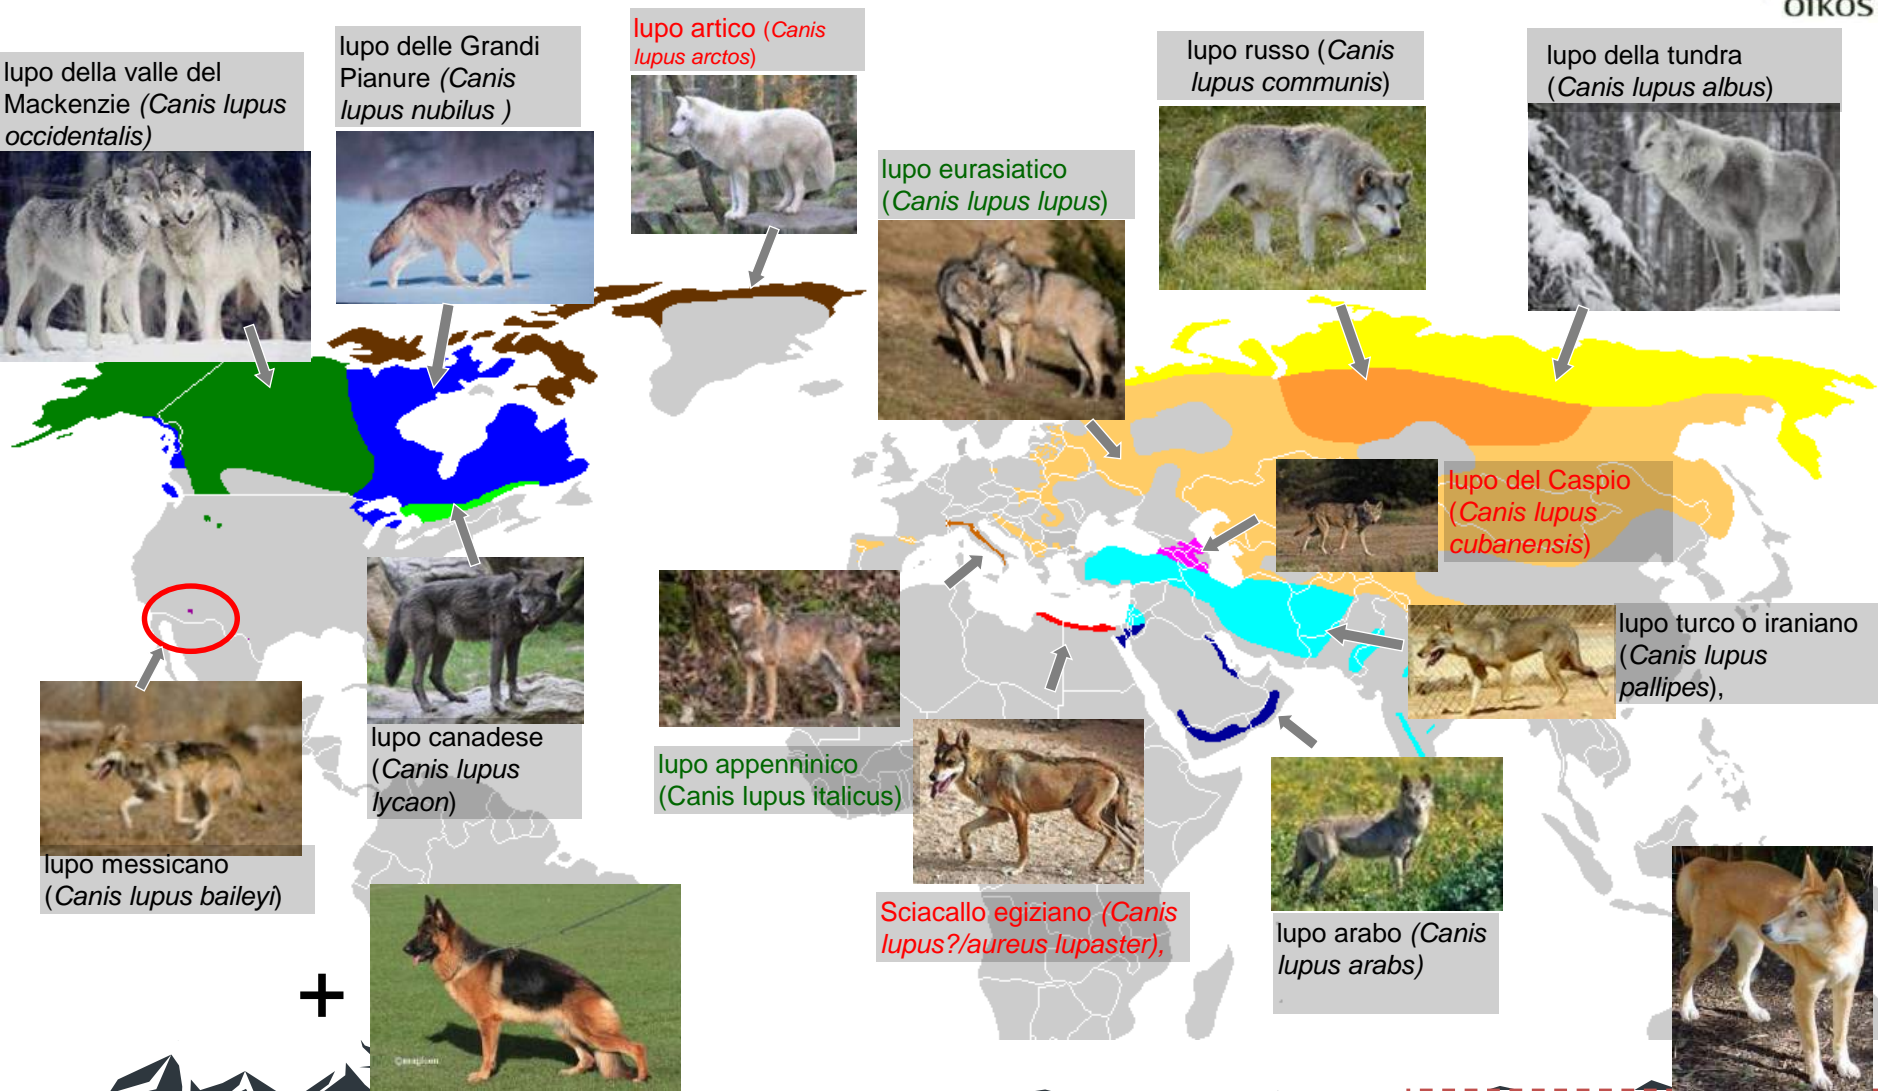 OIKOS
lupo della valle del
Mackenzie (Canis lupus
occidentalis)
lupo delle Grandi
Pianure (Canis
lupus nubilus )
lupo artico (Canis
lupus arctos)
lupo eurasiatico
(Canis lupus lupus)
lupo russo (Canis
lupus communis)
lupo della tundra
(Canis lupus albus)
lupo del Caspio
(Canis lupus
cubanensis)
lupo turco o iraniano
(Canis lupus
pallipes),
lupo messicano
(Canis lupus baileyi)
lupo canadese
(Canis lupus
lycaon)
lupo appenninico
(Canis lupus italicus)
Sciacallo egiziano (Canis
lupus?/aureus lupaster),
lupo arabo (Canis
lupus arabs)
.
+